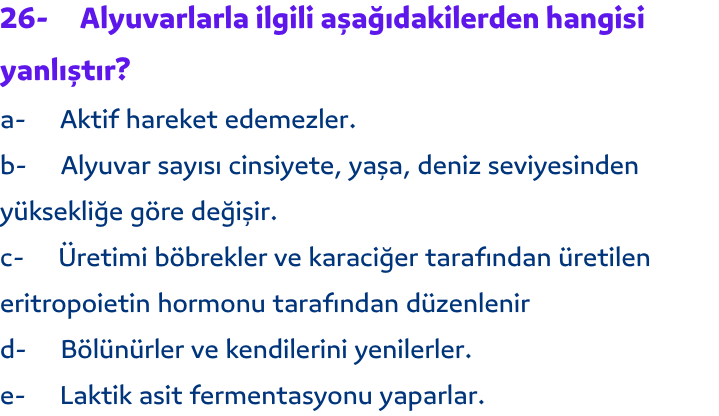 26- Alyuvarlarla ilgili aşağıdakilerden hangisi
yanlıştır?
a- Aktif hareket edemezler.
b- Alyuvar sayısı cinsiyete, yaşa, deniz seviyesinden
yüksekliğe göre değişir.
c- Üretimi böbrekler ve karaciğer tarafından üretilen
eritropoietin hormonu tarafından düzenlenir
d- Bölünürler ve kendilerini yenilerler.
e- Laktik asit fermentasyonu yaparlar.